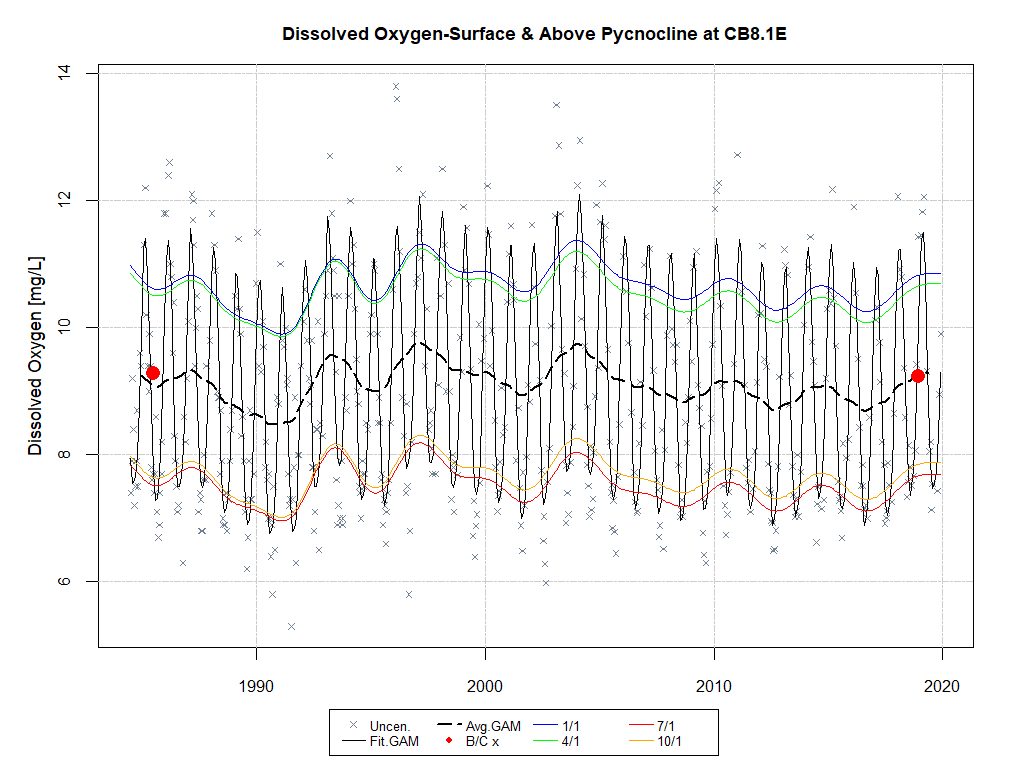 Dissolved Oxygen-Surface & Above Pycnocline at CB8.1E
Dissolved Oxygen [mg/L]
14
12
10
8
6
1990 2000 2010 2020
Uncen. Avg.GAM 1/1 7/1
Fit.GAM B/C x 4/1 10/1